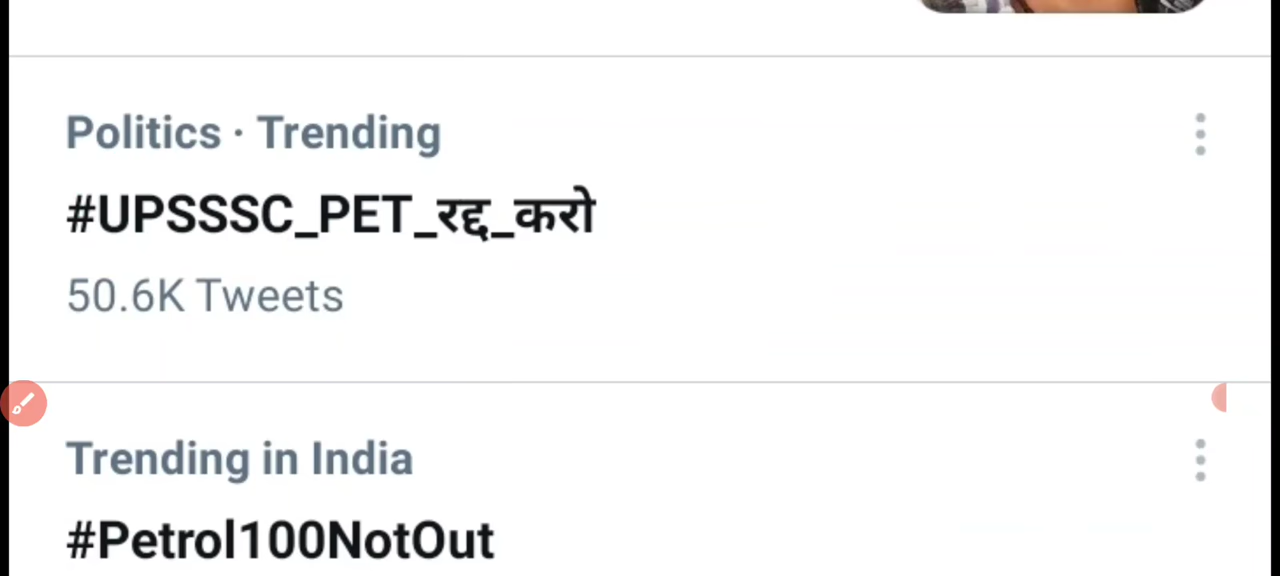 Politics · Trending
#UPSSSC_PET_रद्द_करो
50.6K Tweets
Trending in India
#Petrol100NotOut